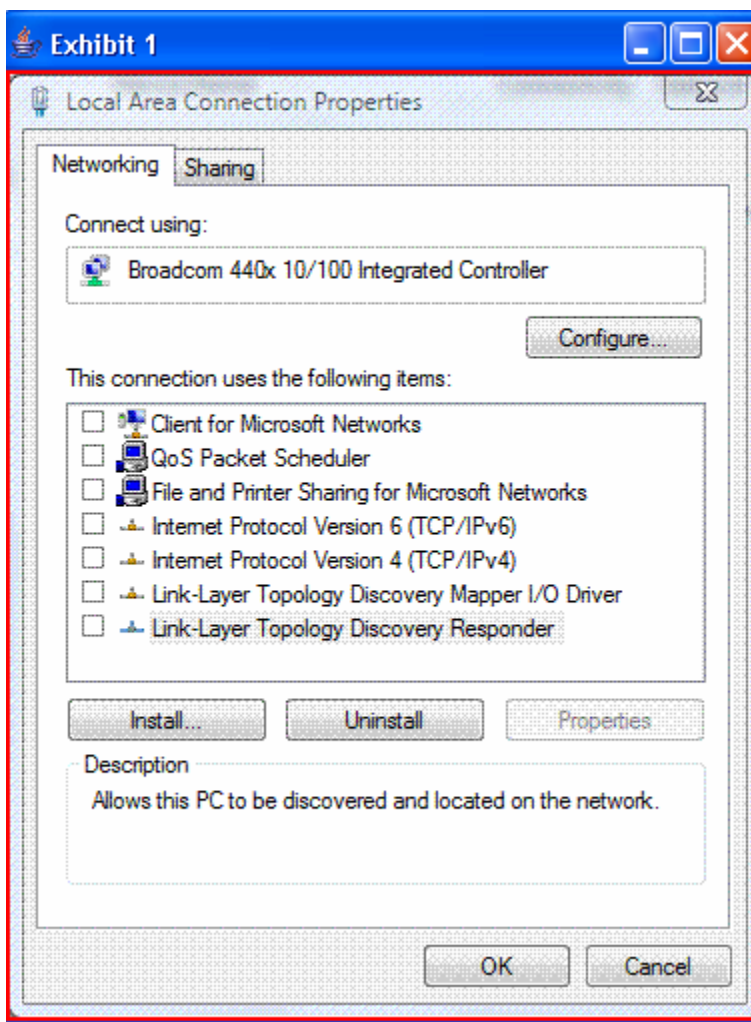 Exhibit 1
Local Area Connection Properties
Networking
Sharing
Connect using:
Broadcom 440x 10/100 Integrated Controller
Configure...
This connection uses the following items:
Client for Microsoft Networks
QoS Packet Scheduler
File and Printer Sharing for Microsoft Networks
Internet Protocol Version 6 (TCP/IPv6)
Internet Protocol Version 4 (TCP/IPv4)
Link-Layer Topology Discovery Mapper I/O Driver
Link-Layer Topology Discovery Responder
Install...
Uninstall
Properties
Description
Allows this PC to be discovered and located on the network.
OK
Cancel